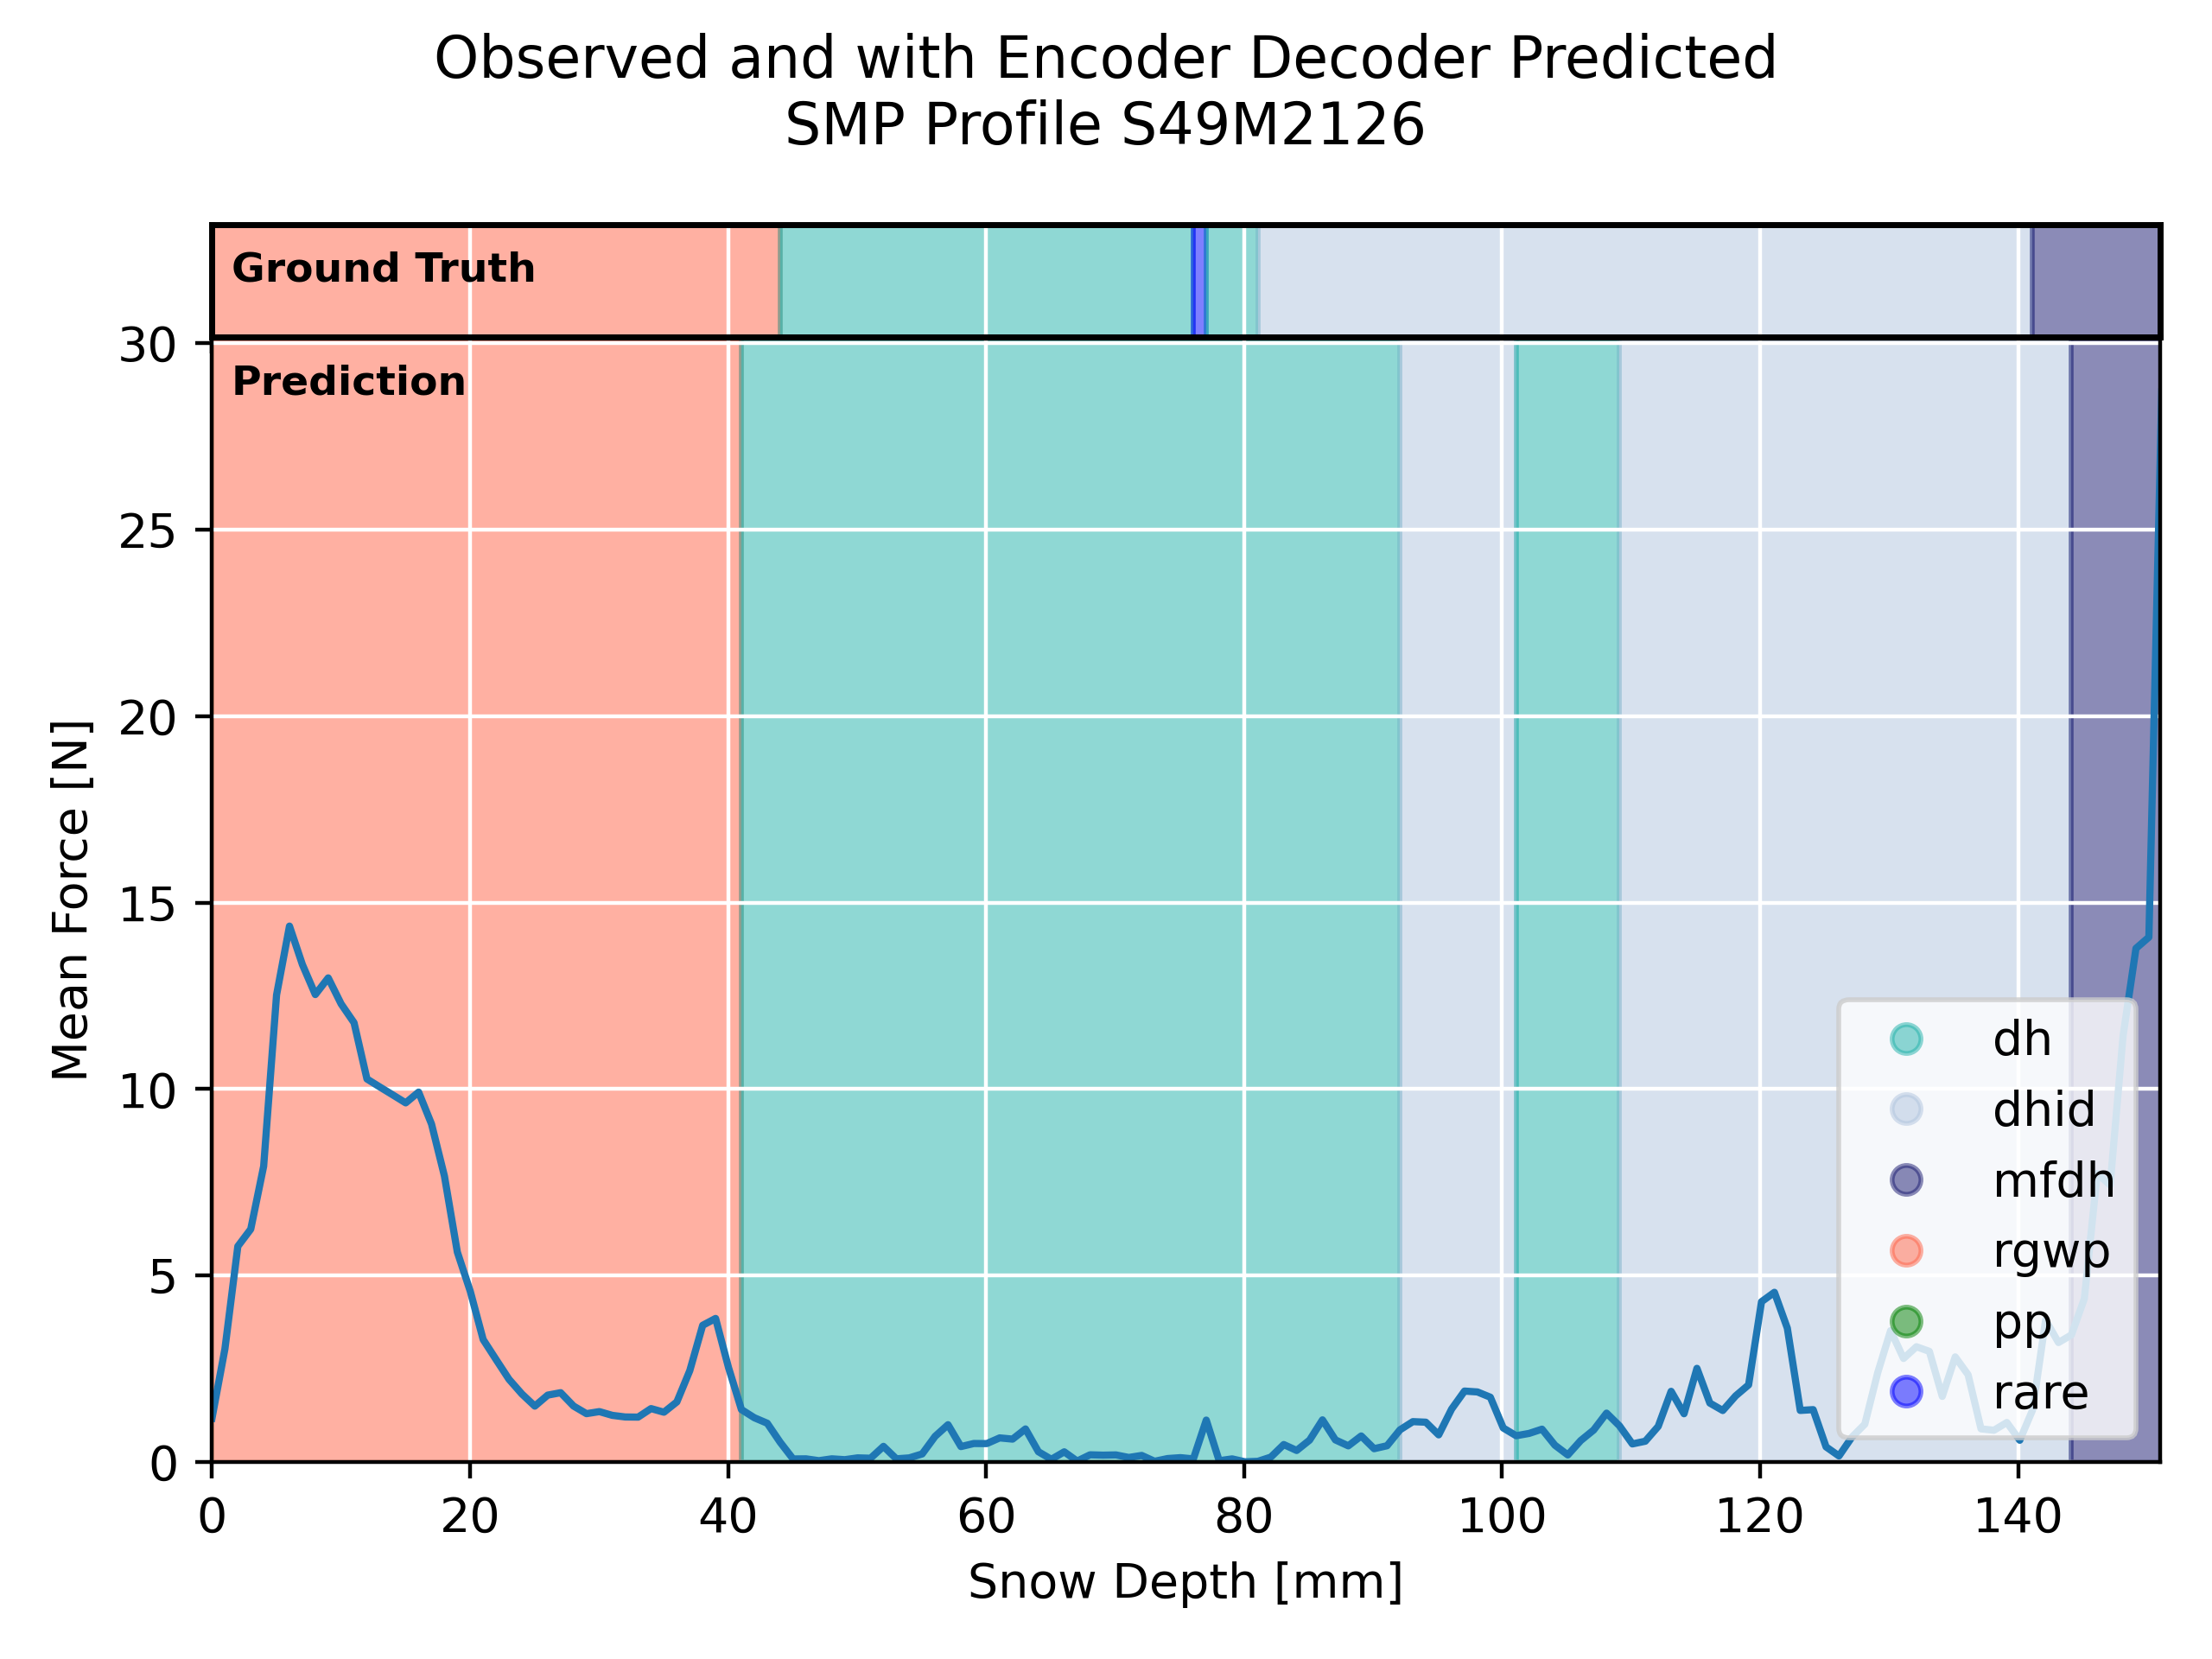 Observed and with Encoder Decoder Predicted
SMP Profile S49M2126
Ground Truth
Prediction
30
25
20
15
10
5
0
Mean Force [N]
0 20 40 60 80 100 120 140
Snow Depth [mm]
dh
dhid
mfdh
rgwp
pp
rare